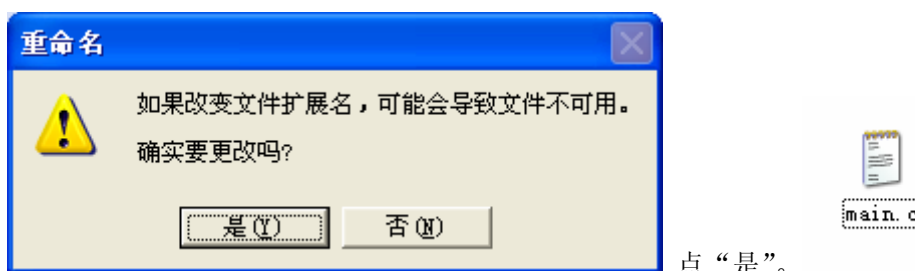 重命名
如果改变文件扩展名，可能会导致文件不可用。
确实要更改吗?
是(Y) 否(N)
main.c
点“是”。